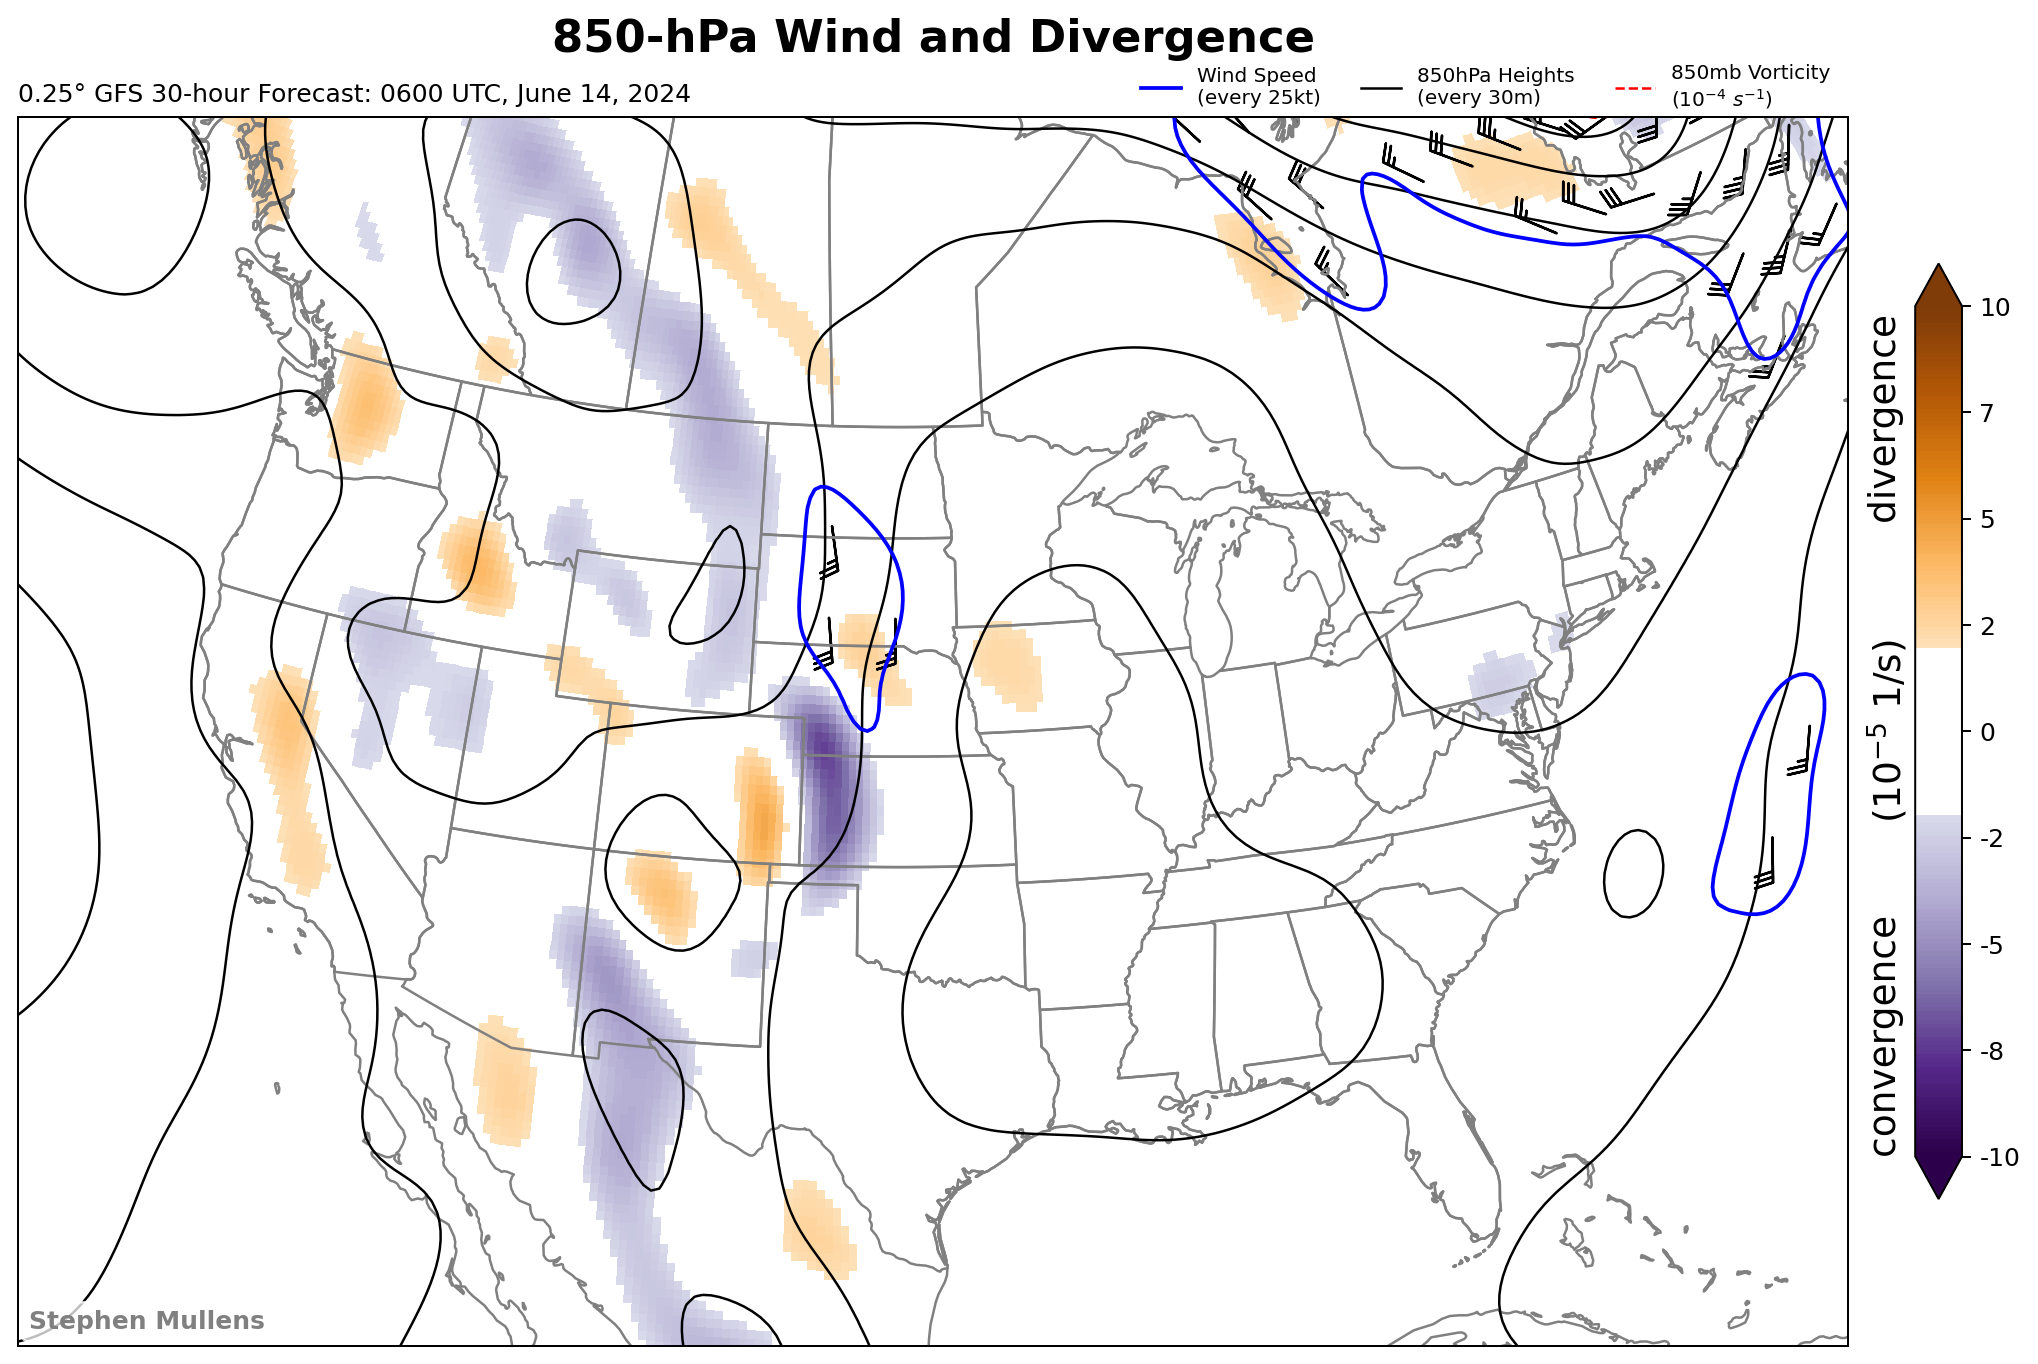 850-hPa Wind and Divergence
0.25° GFS 30-hour Forecast: 0600 UTC, June 14, 2024
Wind Speed
(every 25kt)
850hPa Heights
(every 30m)
850mb Vorticity
(10⁻⁴ s⁻¹)
10
7
5
2
0
-2
-5
-8
-10
convergence (10⁻⁵ 1/s) divergence
Stephen Mullens